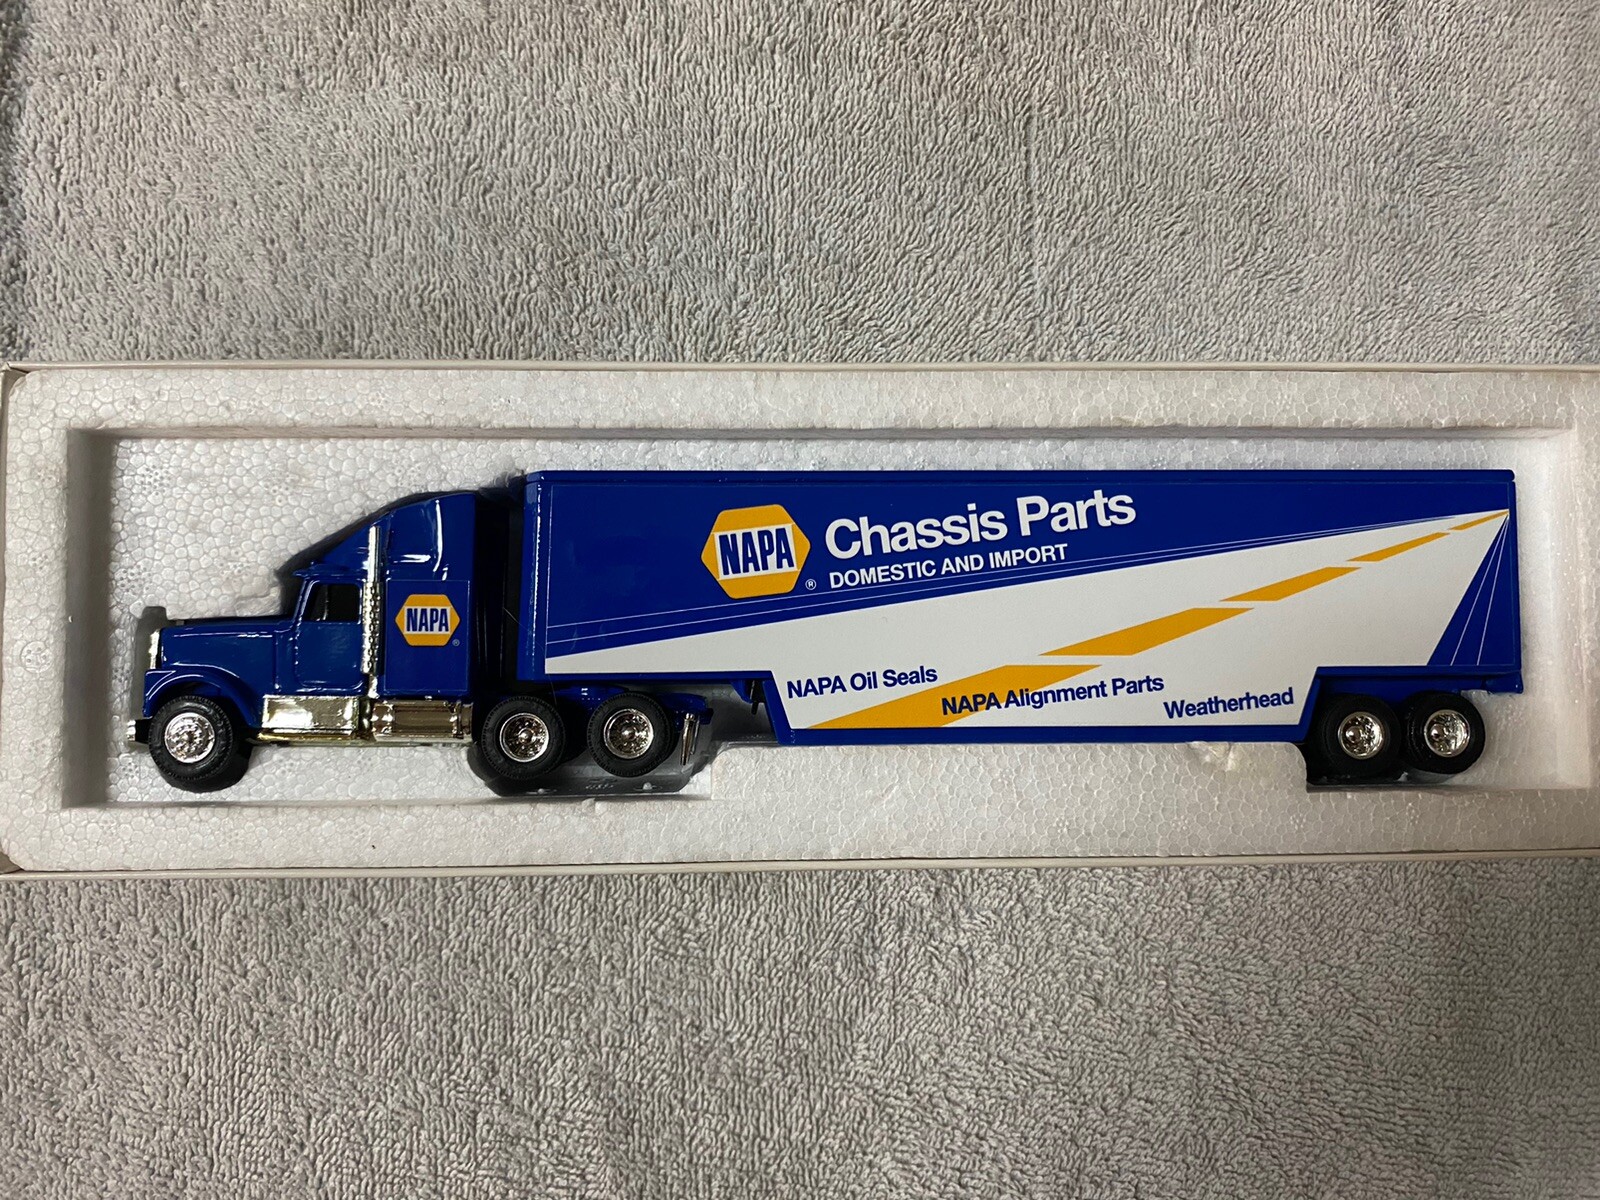 NAPA
®
NAPA
®
Chassis Parts
DOMESTIC AND IMPORT
NAPA Oil Seals
NAPA Alignment Parts
Weatherhead